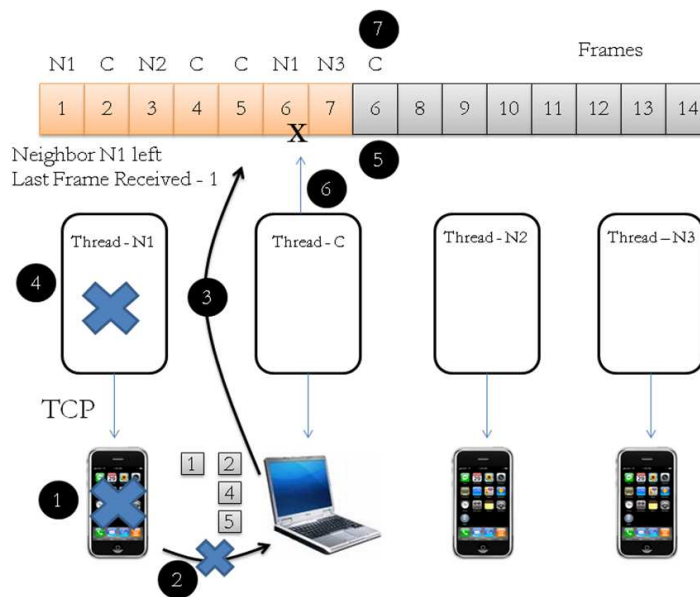 7
N1 C N2 C C N1 N3 C
Frames
1 2 3 4 5 6 7 6 8 9 10 11 12 13 14
X
5
Neighbor N1 left
Last Frame Received - 1
6
Thread - N1
Thread - C
Thread - N2
Thread – N3
4
3
TCP
1 2
4
5
1
2